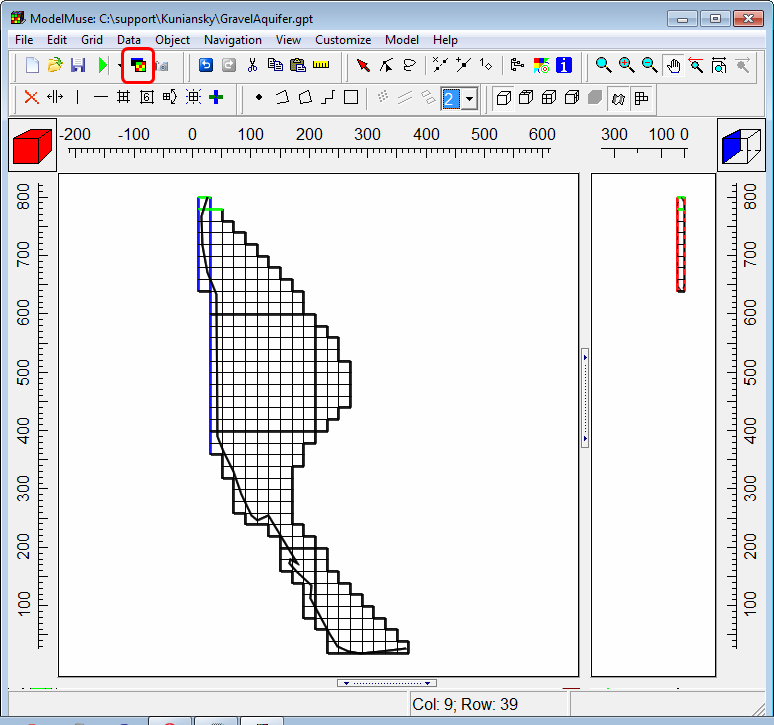 ModelMuse: C:\support\Kuniansky\GravelAquifer.gpt
File Edit Grid Data Object Navigation View Customize Model Help
2
-200 -100 0 100 200 300 400 500 600
300 100 0
800 800
700 700
600 600
500 500
400 400
300 300
200 200
100 100
Col: 9; Row: 39